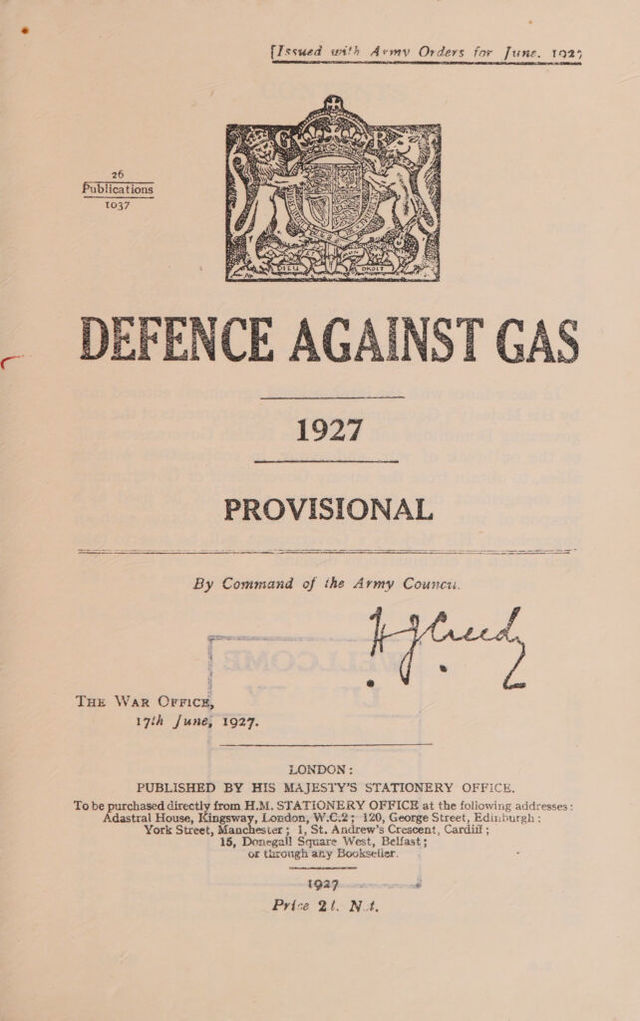 [Issued with Army Orders for June, 1927
26
Publications
1037
G R
DIEU DROIT
DEFENCE AGAINST GAS
1927
PROVISIONAL
By Command of the Army Council.
H J Creedy
THE WAR OFFICE,
17th June, 1927.
WELLCOME
LIBRARY
LONDON:
PUBLISHED BY HIS MAJESTY'S STATIONERY OFFICE.
To be purchased directly from H.M. STATIONERY OFFICE at the following addresses:
Adastral House, Kingsway, London, W.C.2; 120, George Street, Edinburgh:
York Street, Manchester; 1, St. Andrew's Crescent, Cardiff;
15, Donegall Square West, Belfast;
or through any Bookseller.
1927
Price 2d. Net.